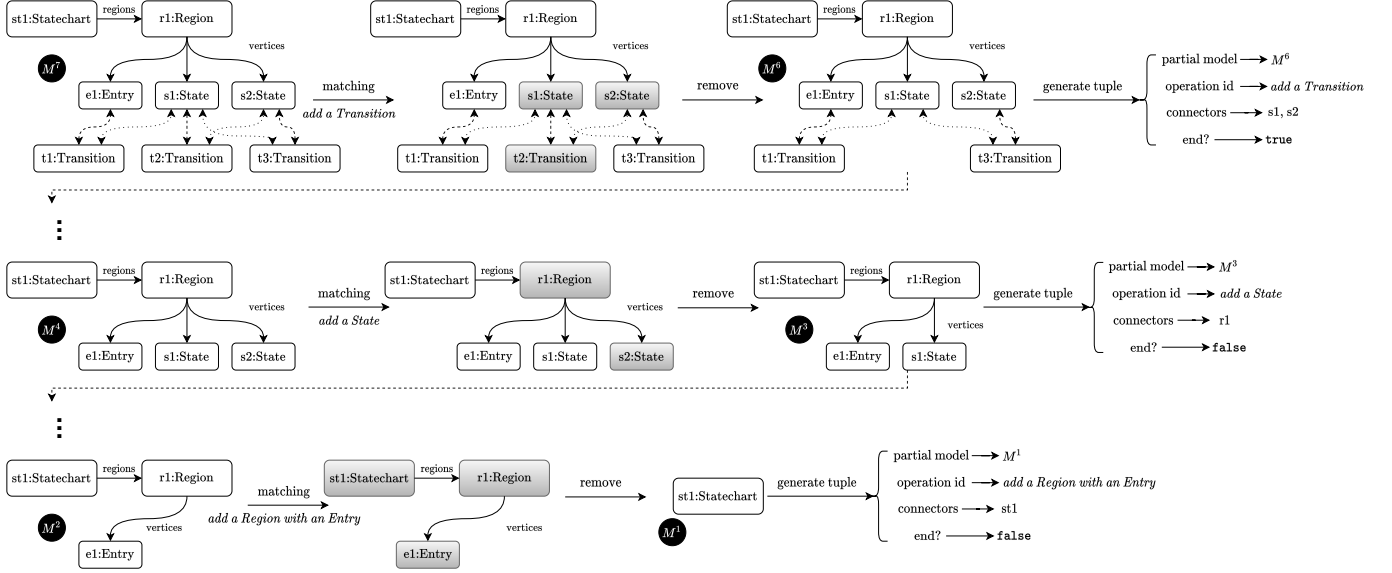 st1:Statechart regions r1:Region st1:Statechart regions r1:Region st1:Statechart regions r1:Region
vertices vertices vertices
M⁷ M⁶
partial model M⁶
matching remove generate tuple operation id add a Transition
e1:Entry s1:State s2:State e1:Entry s1:State s2:State e1:Entry s1:State s2:State
add a Transition connectors s1, s2
end? true
t1:Transition t2:Transition t3:Transition t1:Transition t2:Transition t3:Transition t1:Transition t3:Transition
⋮
st1:Statechart regions r1:Region st1:Statechart regions r1:Region st1:Statechart regions r1:Region
partial model M³
matching remove generate tuple operation id add a State
vertices vertices vertices
add a State connectors r1
M⁴ M³
end? false
e1:Entry s1:State s2:State e1:Entry s1:State s2:State e1:Entry s1:State
⋮
partial model M¹
st1:Statechart regions r1:Region st1:Statechart regions r1:Region
matching remove generate tuple operation id add a Region with an Entry
st1:Statechart
add a Region with an Entry connectors st1
M² vertices vertices M¹
end? false
e1:Entry e1:Entry